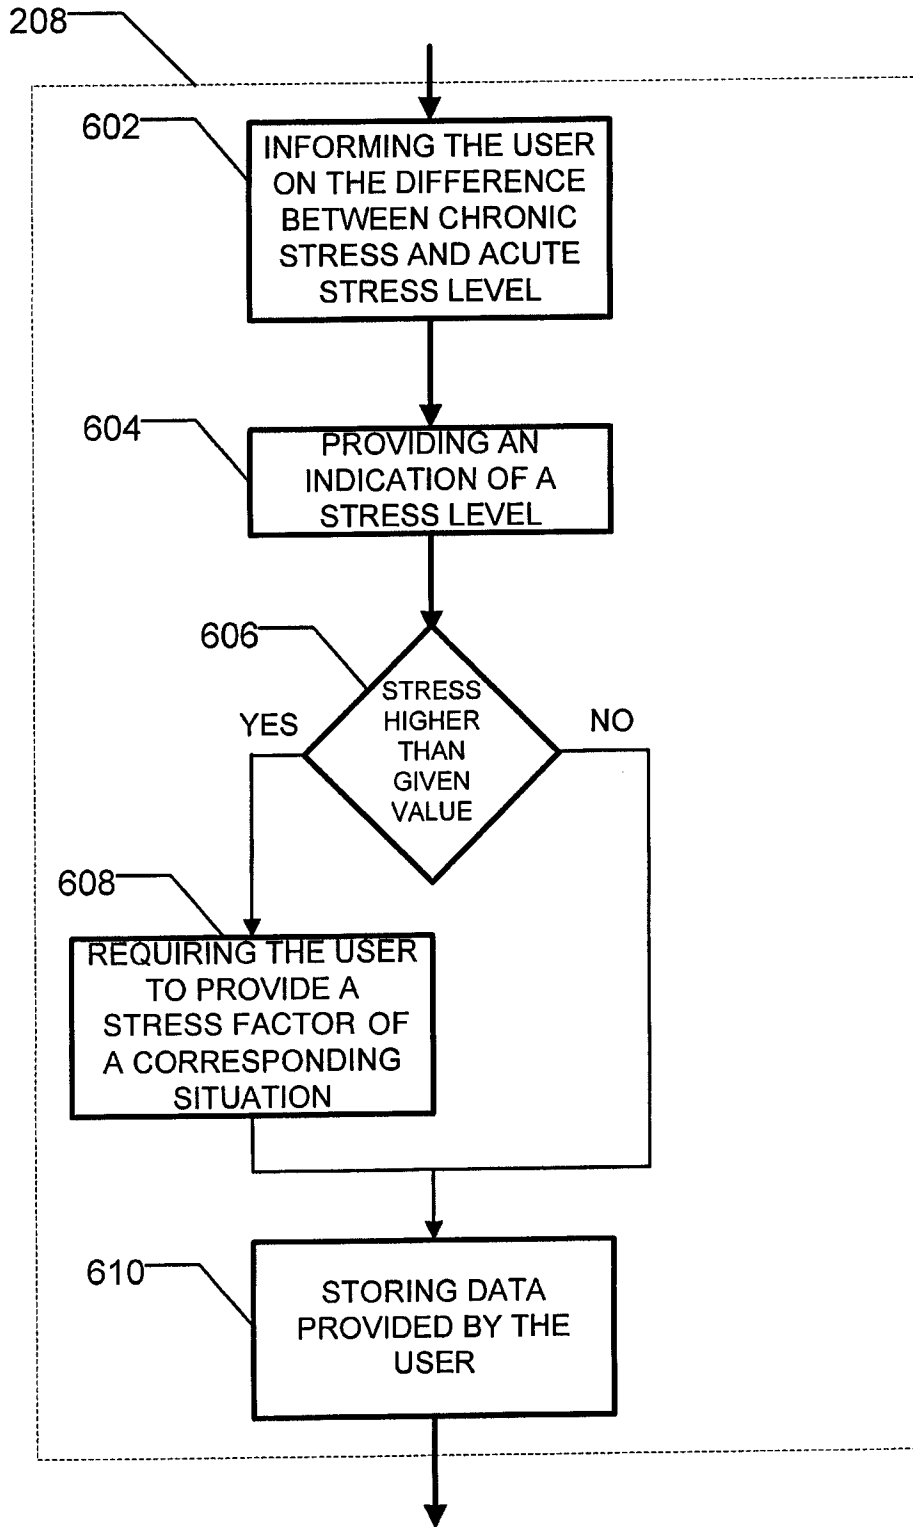 208
602
INFORMING THE USER
ON THE DIFFERENCE
BETWEEN CHRONIC
STRESS AND ACUTE
STRESS LEVEL
604
PROVIDING AN
INDICATION OF A
STRESS LEVEL
606
STRESS
HIGHER
THAN
GIVEN
VALUE
YES
NO
608
REQUIRING THE USER
TO PROVIDE A
STRESS FACTOR OF
A CORRESPONDING
SITUATION
610
STORING DATA
PROVIDED BY THE
USER